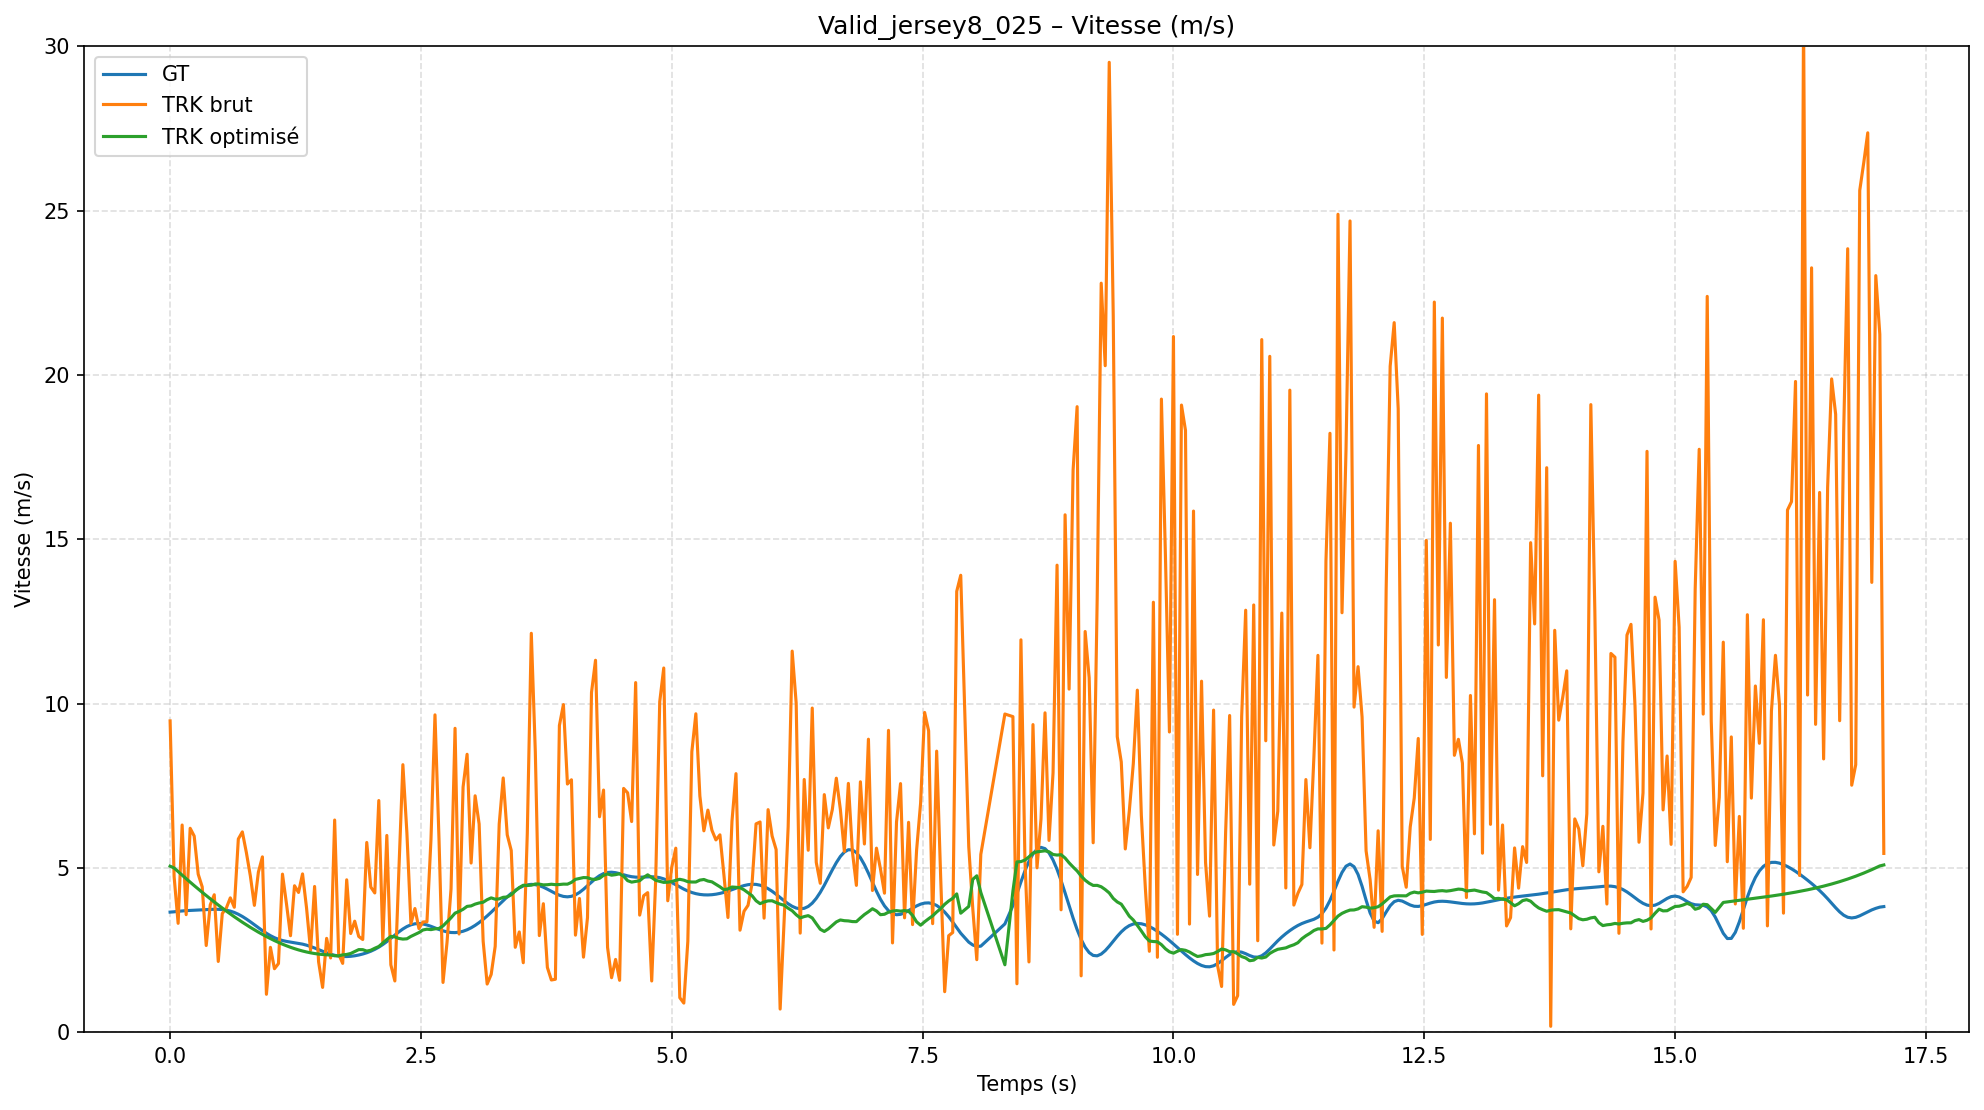 Valid_jersey8_025 – Vitesse (m/s)
GT
TRK brut
TRK optimisé
30
25
20
15
10
5
0
Vitesse (m/s)
0.0 2.5 5.0 7.5 10.0 12.5 15.0 17.5
Temps (s)